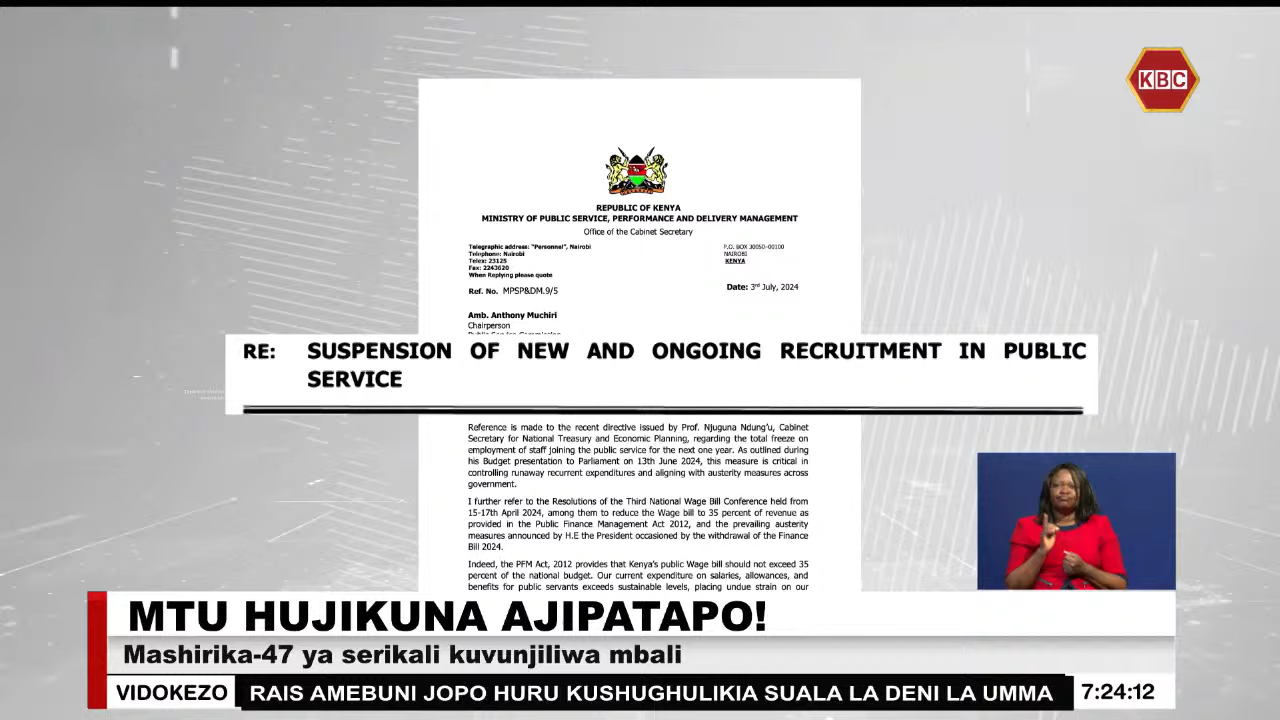 KBC
REPUBLIC OF KENYA
MINISTRY OF PUBLIC SERVICE, PERFORMANCE AND DELIVERY MANAGEMENT
Office of the Cabinet Secretary
Telegraphic address: "Personnel", Nairobi
Telephone: Nairobi
Telex: 23125
Fax: 2243620
When Replying please quote
P.O. BOX 30050-00100
NAIROBI
KENYA
Ref. No. MPSP&DM.9/5
Date: 3rd July, 2024
Amb. Anthony Muchiri
Chairperson
RE: SUSPENSION OF NEW AND ONGOING RECRUITMENT IN PUBLIC
SERVICE
Reference is made to the recent directive issued by Prof. Njuguna Ndung'u, Cabinet
Secretary for National Treasury and Economic Planning, regarding the total freeze on
employment of staff joining the public service for the next one year. As outlined during
his Budget presentation to Parliament on 13th June 2024, this measure is critical in
controlling runaway recurrent expenditures and aligning with austerity measures across
government.
I further refer to the Resolutions of the Third National Wage Bill Conference held from
15-17th April 2024, among them to reduce the Wage bill to 35 percent of revenue as
provided in the Public Finance Management Act 2012, and the prevailing austerity
measures announced by H.E the President occasioned by the withdrawal of the Finance
Bill 2024.
Indeed, the PFM Act, 2012 provides that Kenya's public Wage bill should not exceed 35
percent of the national budget. Our current expenditure on salaries, allowances, and
benefits for public servants exceeds sustainable levels, placing undue strain on our
MTU HUJIKUNA AJIPATAPO!
Mashirika-47 ya serikali kuvunjiliwa mbali
VIDOKEZO RAIS AMEBUNI JOPO HURU KUSHUGHULIKIA SUALA LA DENI LA UMMA 7:24:12